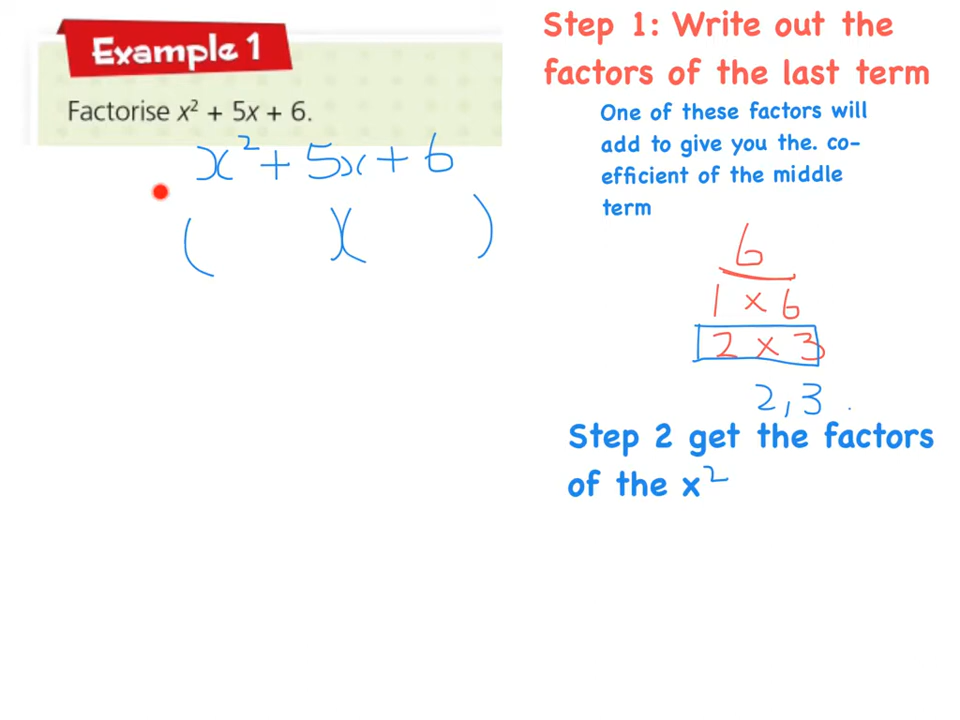 Example 1
Factorise x² + 5x + 6.
x² + 5x + 6
(      )(      )
Step 1: Write out the
factors of the last term
One of these factors will
add to give you the. co-
efficient of the middle
term
6
1 × 6
2 × 3
2, 3
Step 2 get the factors
of the x²